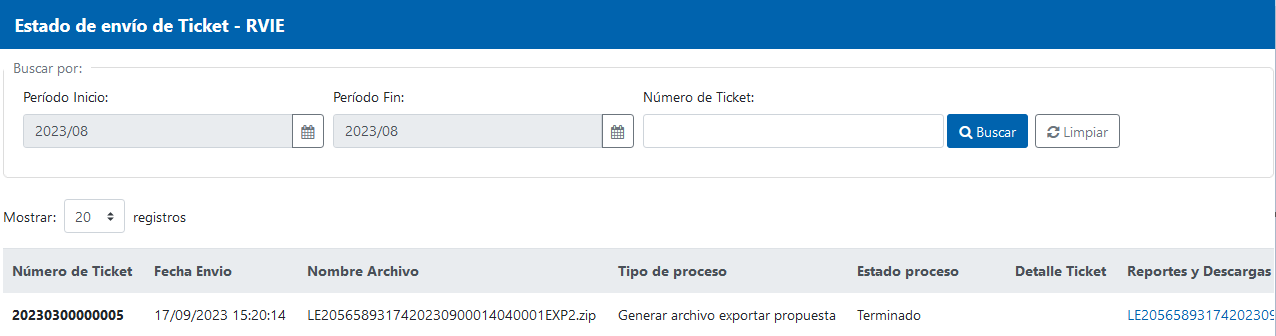 Estado de envío de Ticket - RVIE
Buscar por:
Período Inicio: Período Fin: Número de Ticket:
2023/08 2023/08 Buscar Limpiar
Mostrar: 20 registros
Número de Ticket Fecha Envio Nombre Archivo Tipo de proceso Estado proceso Detalle Ticket Reportes y Descargas
20230300000005 17/09/2023 15:20:14 LE2056589317420230900014040001EXP2.zip Generar archivo exportar propuesta Terminado LE20565893174202309